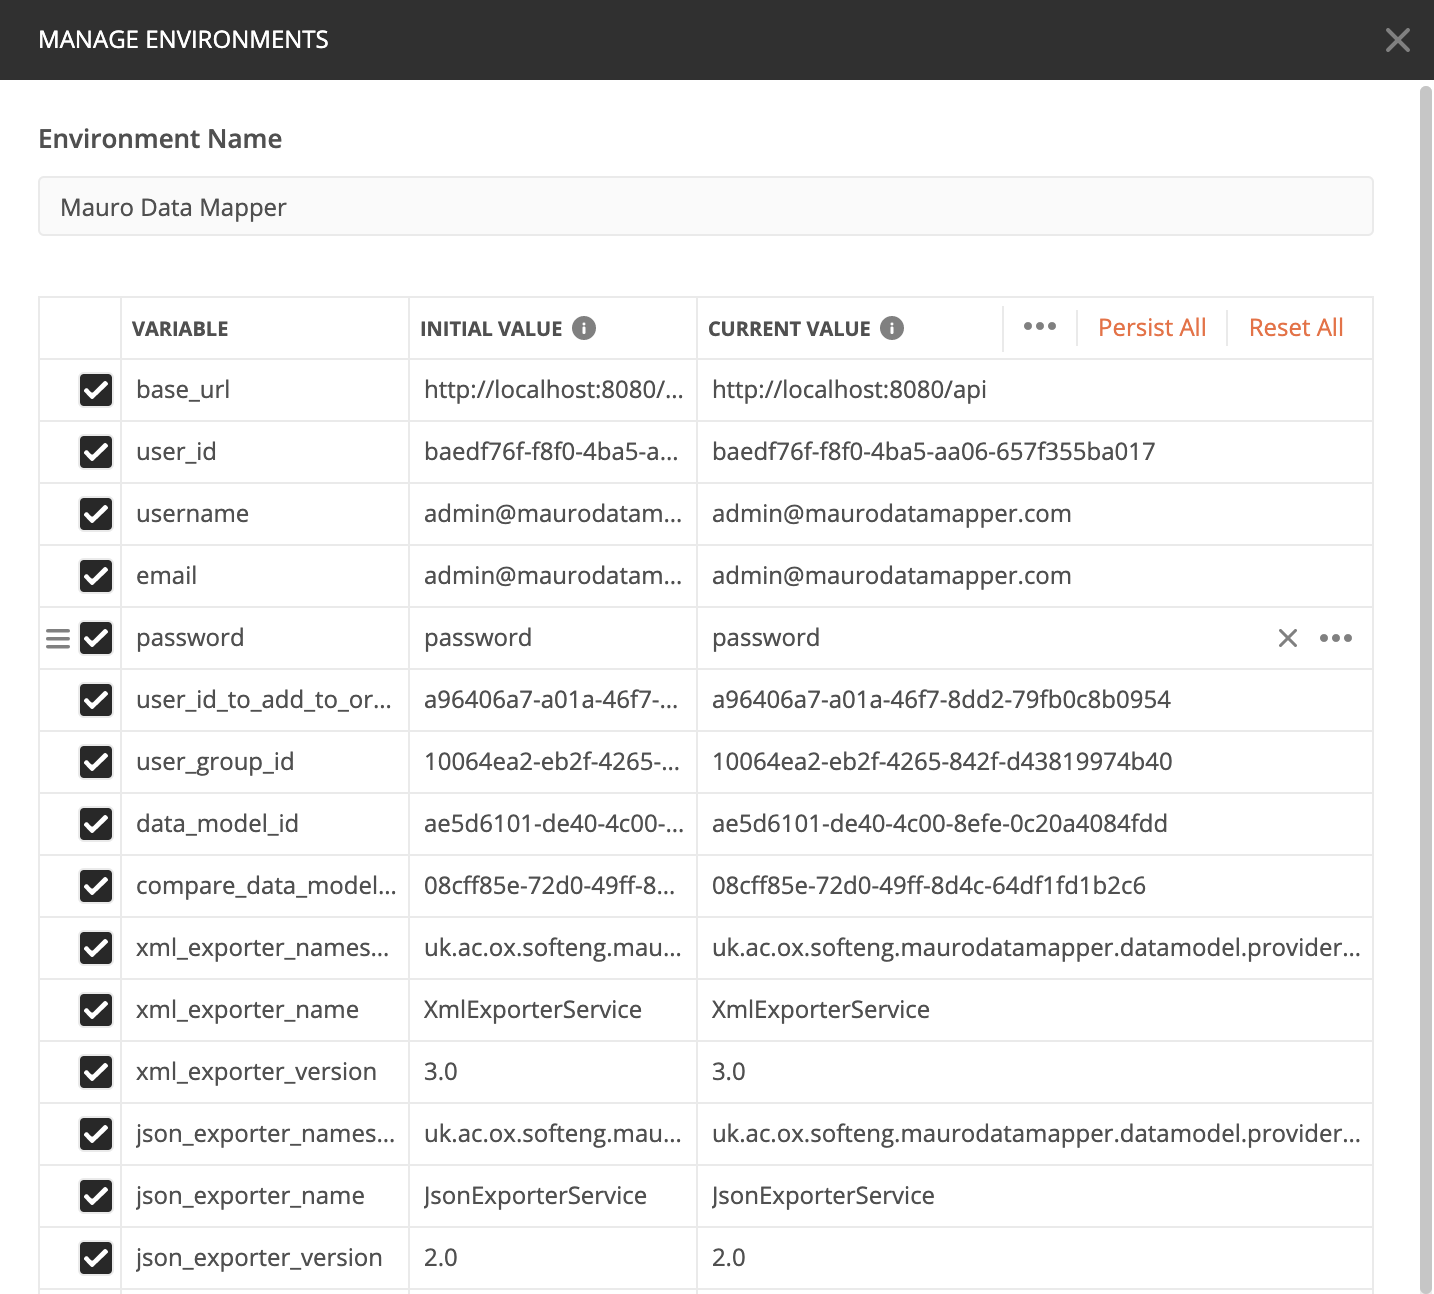 MANAGE ENVIRONMENTS
Environment Name
Mauro Data Mapper
VARIABLE INITIAL VALUE CURRENT VALUE Persist All Reset All
base_url http://localhost:8080/... http://localhost:8080/api
user_id baedf76f-f8f0-4ba5-a... baedf76f-f8f0-4ba5-aa06-657f355ba017
username admin@maurodatam... admin@maurodatamapper.com
email admin@maurodatam... admin@maurodatamapper.com
password password password
user_id_to_add_to_or... a96406a7-a01a-46f7-... a96406a7-a01a-46f7-8dd2-79fb0c8b0954
user_group_id 10064ea2-eb2f-4265-... 10064ea2-eb2f-4265-842f-d43819974b40
data_model_id ae5d6101-de40-4c00-... ae5d6101-de40-4c00-8efe-0c20a4084fdd
compare_data_model... 08cff85e-72d0-49ff-8... 08cff85e-72d0-49ff-8d4c-64df1fd1b2c6
xml_exporter_names... uk.ac.ox.softeng.mau... uk.ac.ox.softeng.maurodatamapper.datamodel.provider...
xml_exporter_name XmlExporterService XmlExporterService
xml_exporter_version 3.0 3.0
json_exporter_names... uk.ac.ox.softeng.mau... uk.ac.ox.softeng.maurodatamapper.datamodel.provider...
json_exporter_name JsonExporterService JsonExporterService
json_exporter_version 2.0 2.0